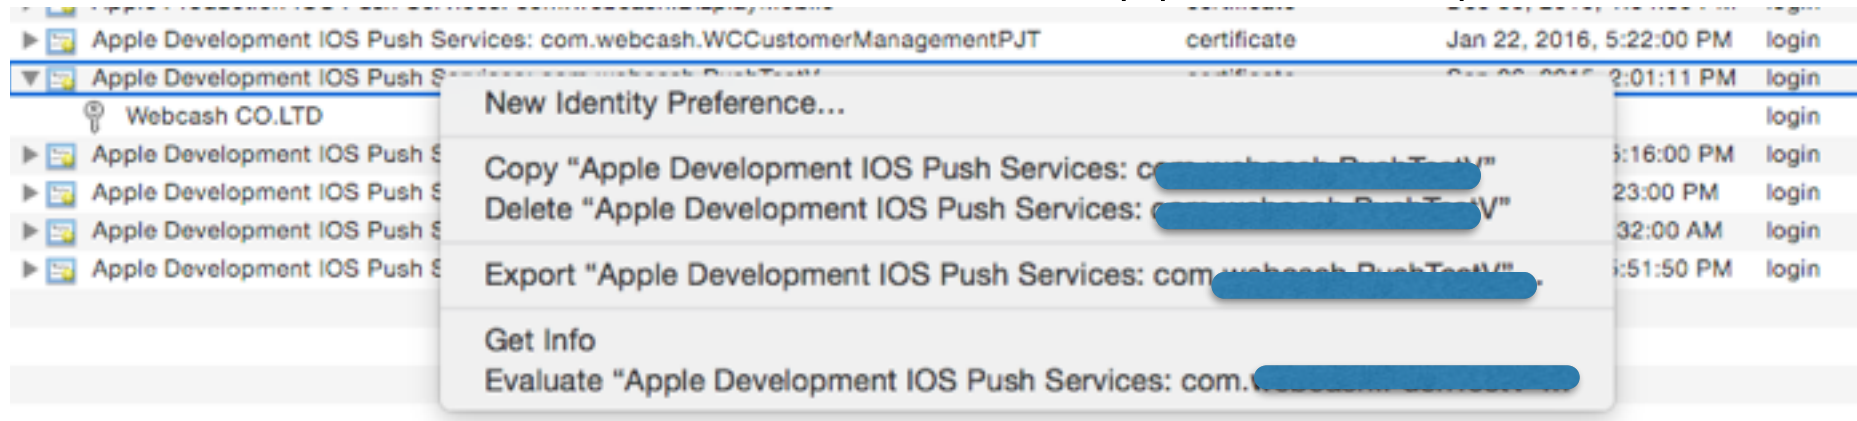 Apple Development IOS Push Services: com.webcash.WCCustomerManagementPJT certificate Jan 22, 2016, 5:22:00 PM login
Apple Development IOS Push S 2:01:11 PM login
Webcash CO.LTD login
Apple Development IOS Push S :16:00 PM login
Apple Development IOS Push S 23:00 PM login
Apple Development IOS Push S 32:00 AM login
Apple Development IOS Push S :51:50 PM login
New Identity Preference...
Copy “Apple Development IOS Push Services: c V”
Delete “Apple Development IOS Push Services: V”
Export “Apple Development IOS Push Services: com
Get Info
Evaluate “Apple Development IOS Push Services: com.